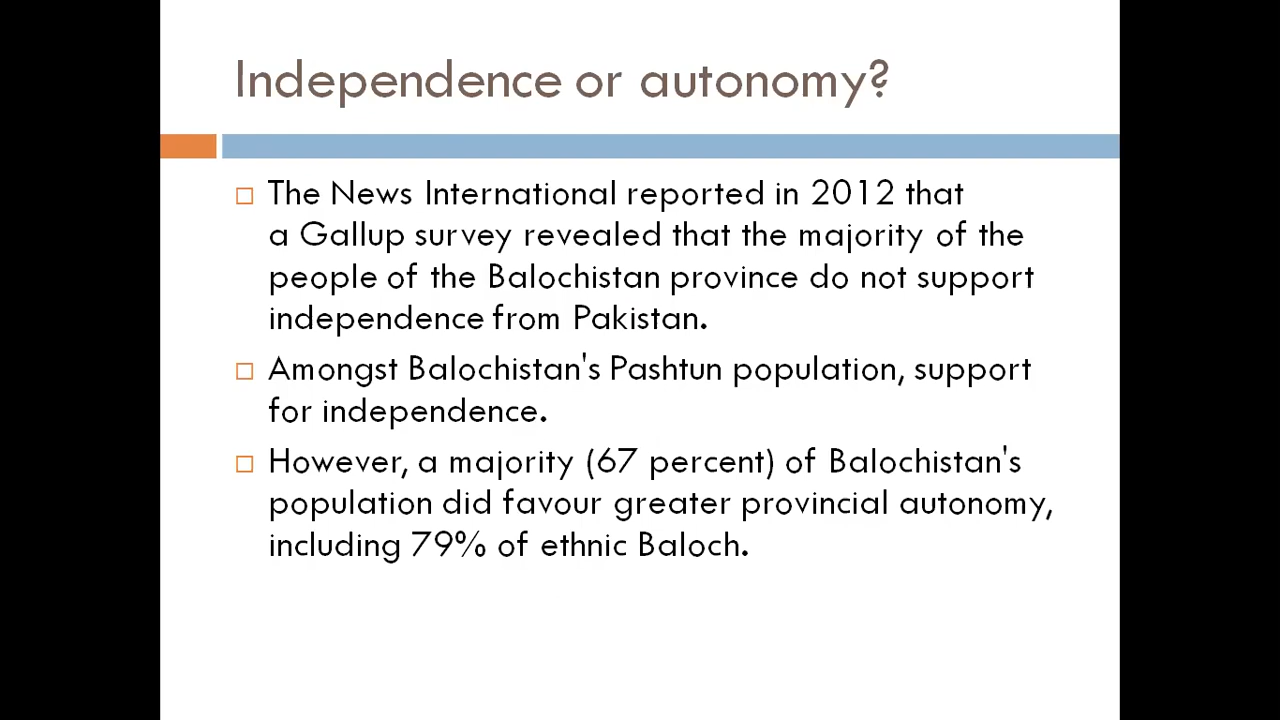 Independence or autonomy?
The News International reported in 2012 that
a Gallup survey revealed that the majority of the
people of the Balochistan province do not support
independence from Pakistan.
Amongst Balochistan's Pashtun population, support
for independence.
However, a majority (67 percent) of Balochistan's
population did favour greater provincial autonomy,
including 79% of ethnic Baloch.